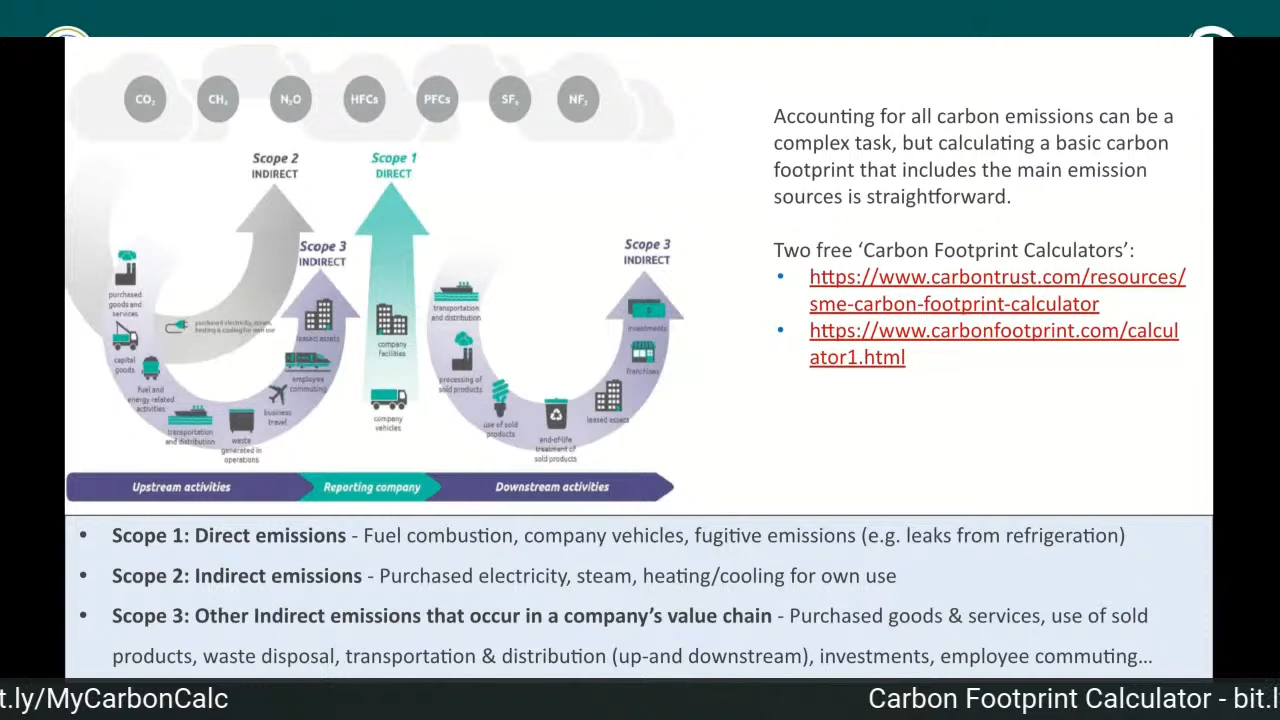 CO₂ CH₄ N₂O HFCs PFCs SF₆ NF₃
Scope 2
INDIRECT
Scope 1
DIRECT
Scope 3
INDIRECT
Scope 3
INDIRECT
purchased
goods and
services
capital
goods
fuel and
energy related
activities
transportation
and distribution
waste
generated in
operations
business
travel
employee
commuting
leased assets
purchased electricity, steam,
heating & cooling for own use
company
facilities
company
vehicles
transportation
and distribution
processing of
sold products
use of sold
products
end-of-life
treatment of
sold products
leased assets
franchises
investments
Upstream activities
Reporting company
Downstream activities
Accounting for all carbon emissions can be a
complex task, but calculating a basic carbon
footprint that includes the main emission
sources is straightforward.
Two free ‘Carbon Footprint Calculators’:
• https://www.carbontrust.com/resources/
sme-carbon-footprint-calculator
• https://www.carbonfootprint.com/calcul
ator1.html
• Scope 1: Direct emissions - Fuel combustion, company vehicles, fugitive emissions (e.g. leaks from refrigeration)
• Scope 2: Indirect emissions - Purchased electricity, steam, heating/cooling for own use
• Scope 3: Other Indirect emissions that occur in a company’s value chain - Purchased goods & services, use of sold
products, waste disposal, transportation & distribution (up-and downstream), investments, employee commuting…
t.ly/MyCarbonCalc
Carbon Footprint Calculator - bit.l